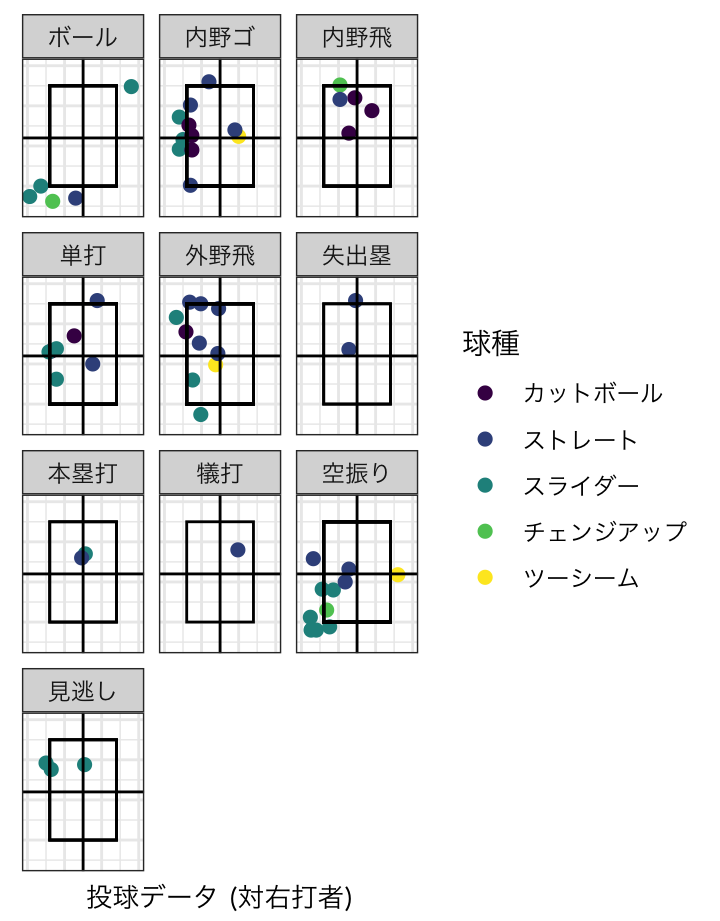 ボール
内野ゴ
内野飛
単打
外野飛
失出塁
本塁打
犠打
空振り
見逃し
球種
カットボール
ストレート
スライダー
チェンジアップ
ツーシーム
投球データ (対右打者)